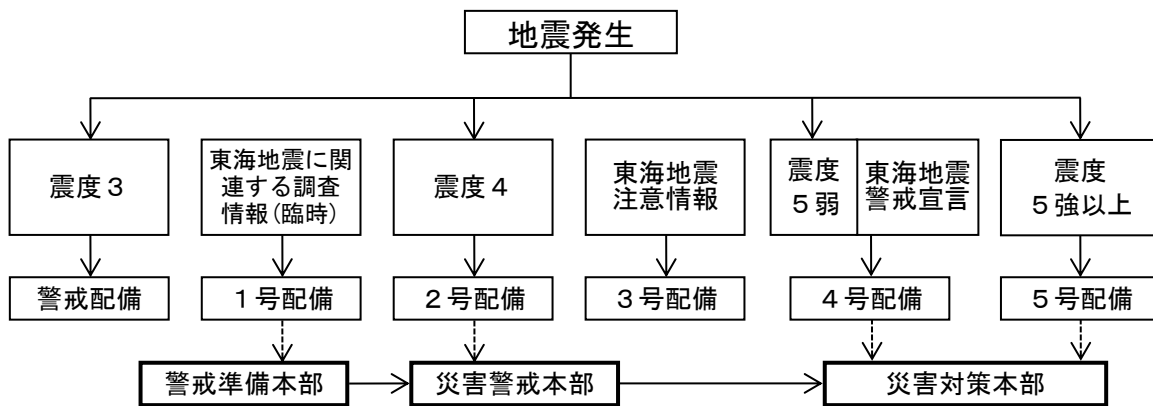 地震発生
震度３
東海地震に関
連する調査
情報（臨時）
震度４
東海地震
注意情報
震度
５弱
東海地震
警戒宣言
震度
５強以上
警戒配備
１号配備
２号配備
３号配備
４号配備
５号配備
警戒準備本部
災害警戒本部
災害対策本部